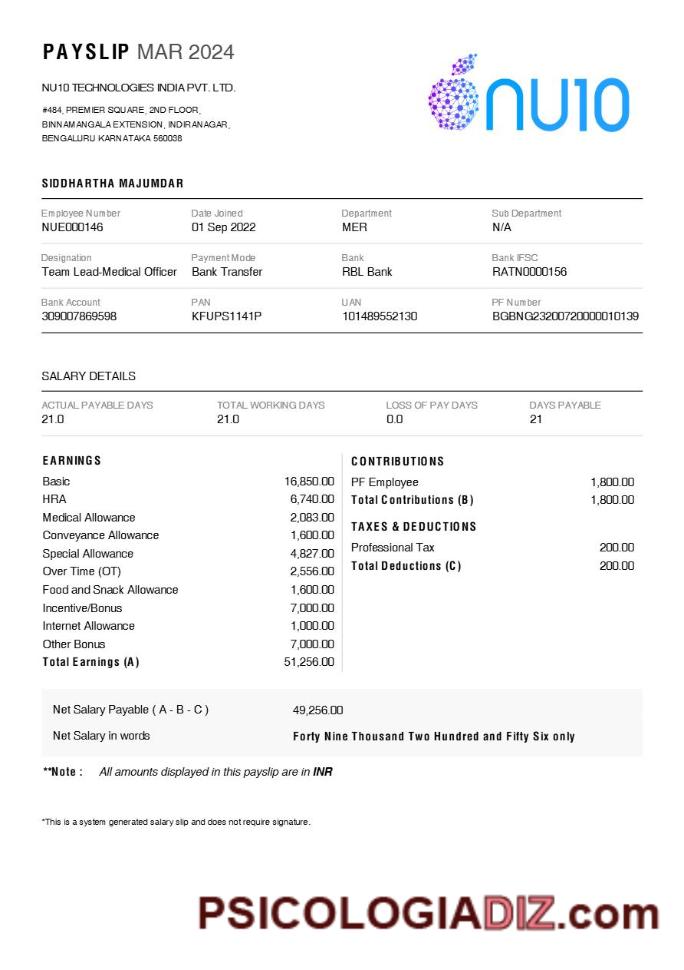 PAYSLIP MAR 2024
nu10
NU10 TECHNOLOGIES INDIA PVT. LTD.
#484, PREMIER SQUARE, 2ND FLOOR,
BINNAMANGALA EXTENSION, INDIRANAGAR,
BENGALURU KARNATAKA 560038
SIDDHARTHA MAJUMDAR
Employee Number Date Joined Department Sub Department
NUE000146 01 Sep 2022 MER N/A
Designation Payment Mode Bank Bank IFSC
Team Lead-Medical Officer Bank Transfer RBL Bank RATN0000156
Bank Account PAN UAN PF Number
309007869598 KFUPS1141P 101489552130 BGBNG23200720000010139
SALARY DETAILS
ACTUAL PAYABLE DAYS TOTAL WORKING DAYS LOSS OF PAY DAYS DAYS PAYABLE
21.0 21.0 0.0 21
EARNINGS
Basic 16,850.00
HRA 6,740.00
Medical Allowance 2,083.00
Conveyance Allowance 1,600.00
Special Allowance 4,827.00
Over Time (OT) 2,556.00
Food and Snack Allowance 1,600.00
Incentive/Bonus 7,000.00
Internet Allowance 1,000.00
Other Bonus 7,000.00
Total Earnings (A) 51,256.00
CONTRIBUTIONS
PF Employee 1,800.00
Total Contributions (B) 1,800.00
TAXES & DEDUCTIONS
Professional Tax 200.00
Total Deductions (C) 200.00
Net Salary Payable ( A - B - C ) 49,256.00
Net Salary in words Forty Nine Thousand Two Hundred and Fifty Six only
**Note : All amounts displayed in this payslip are in INR
*This is a system generated salary slip and does not require signature.
PSICOLOGIADIZ.com